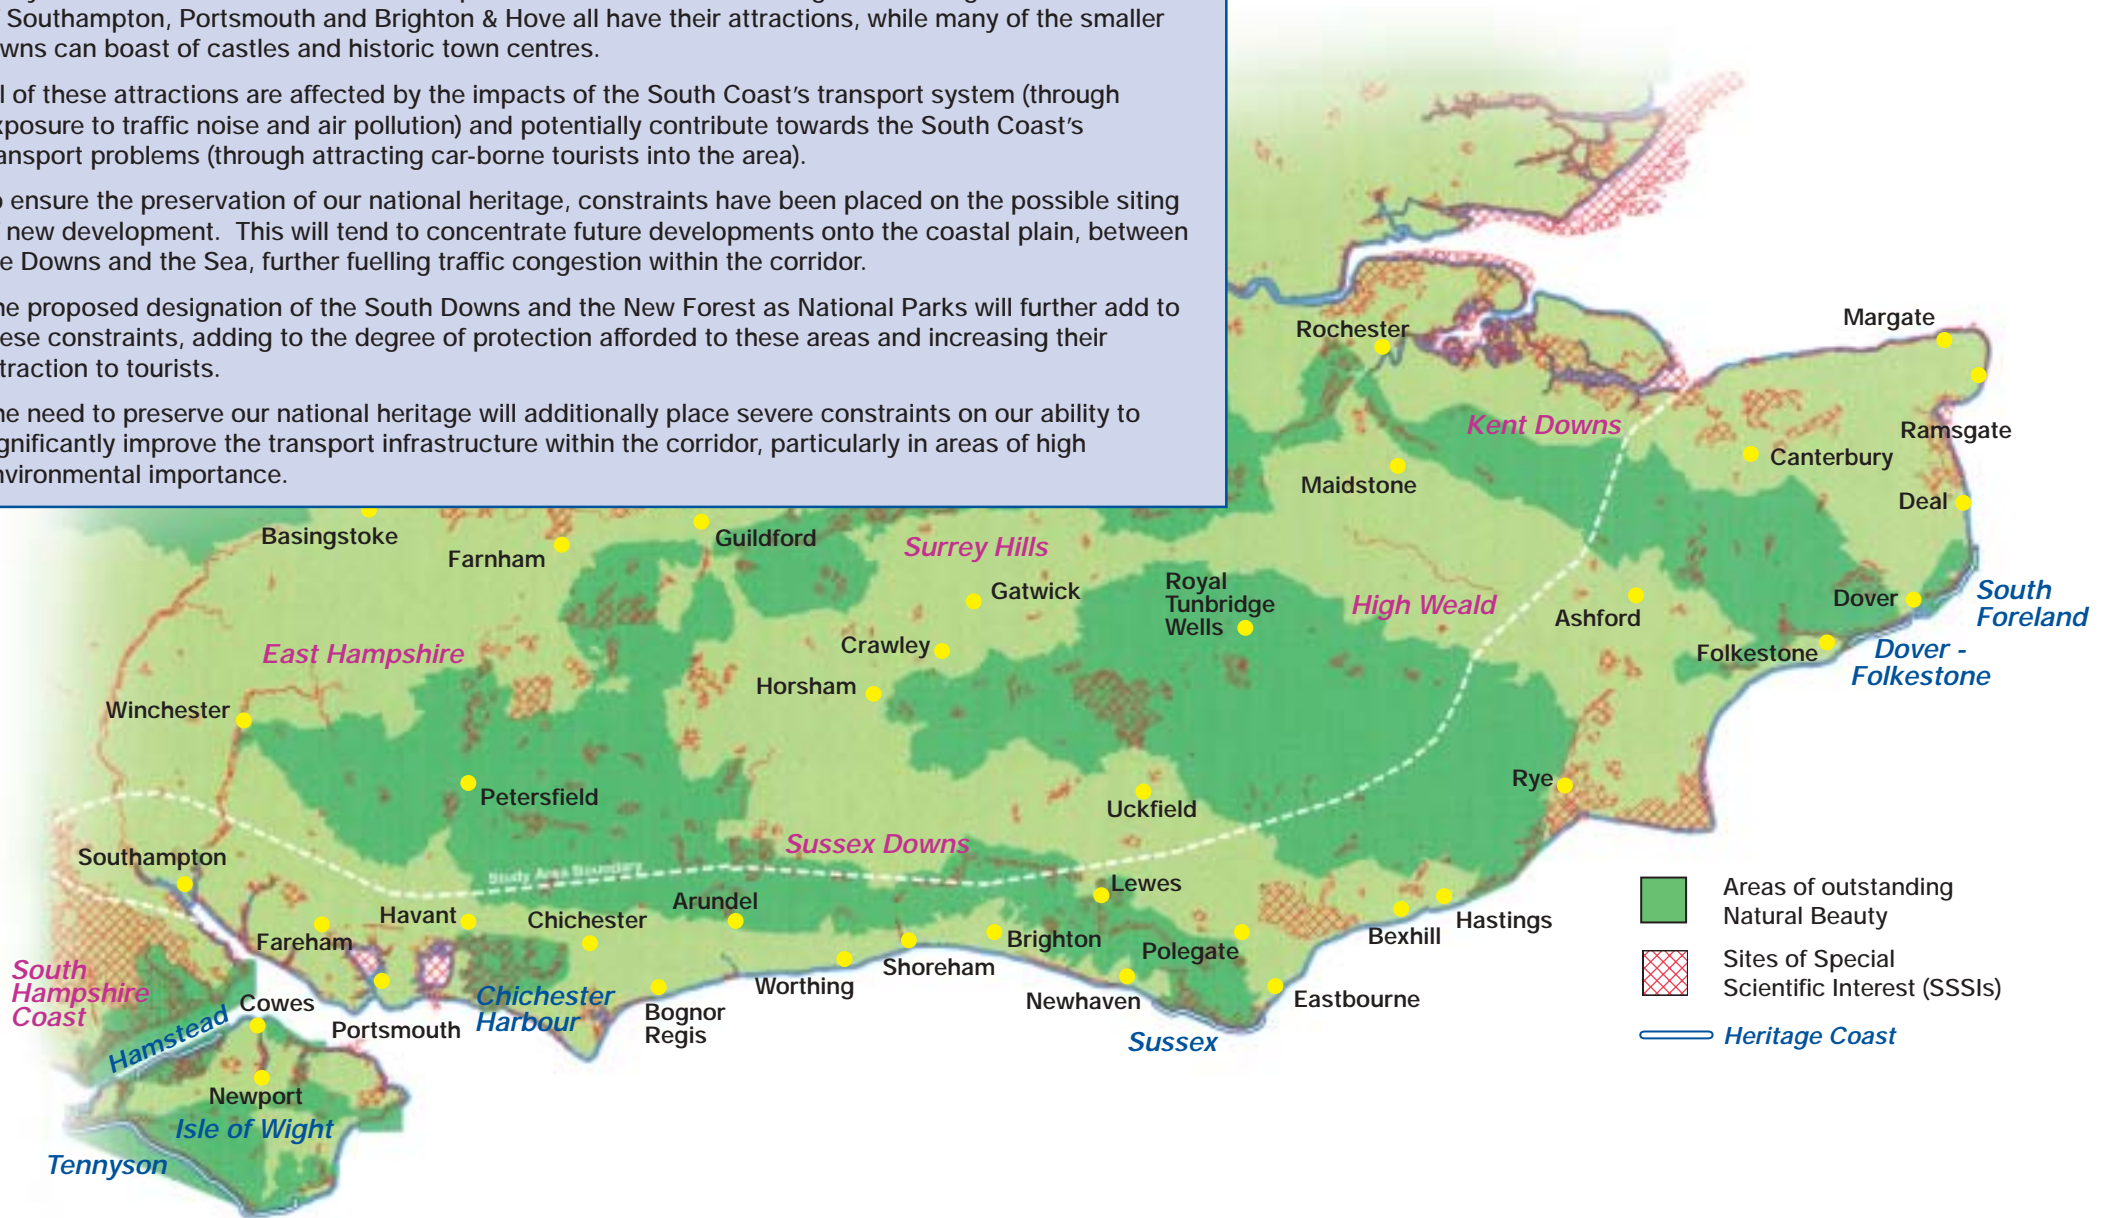 Southampton, Portsmouth and Brighton & Hove all have their attractions, while many of the smaller
can boast of castles and historic town centres.
of these attractions are affected by the impacts of the South Coast's transport system (through
to traffic noise and air pollution) and potentially contribute towards the South Coast's
problems (through attracting car-borne tourists into the area).
ensure the preservation of our national heritage, constraints have been placed on the possible siting
new development. This will tend to concentrate future developments onto the coastal plain, between
Downs and the Sea, further fuelling traffic congestion within the corridor.
proposed designation of the South Downs and the New Forest as National Parks will further add to
constraints, adding to the degree of protection afforded to these areas and increasing their
to tourists.
need to preserve our national heritage will additionally place severe constraints on our ability to
improve the transport infrastructure within the corridor, particularly in areas of high
importance.
Margate
Rochester
Kent Downs
Ramsgate
Canterbury
Maidstone
Deal
Basingstoke
Farnham
Guildford
Surrey Hills
Gatwick
Royal
Tunbridge
Wells
High Weald
Ashford
Dover
South
Foreland
Crawley
Folkestone
Dover -
Folkestone
East Hampshire
Horsham
Winchester
Petersfield
Uckfield
Rye
Sussex Downs
Southampton
Study Area Boundary
Lewes
Arundel
Havant
Chichester
Fareham
Brighton
Polegate
Bexhill
Hastings
Shoreham
South
Hampshire
Coast
Cowes
Portsmouth
Chichester
Harbour
Bognor
Regis
Worthing
Newhaven
Eastbourne
Sussex
Hamstead
Newport
Isle of Wight
Tennyson
Areas of outstanding
Natural Beauty
Sites of Special
Scientific Interest (SSSIs)
Heritage Coast